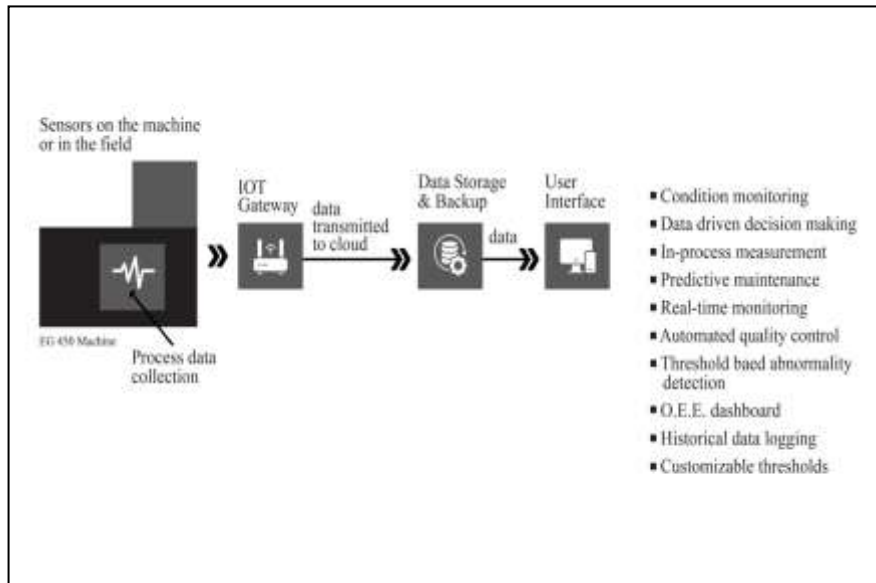 Sensors on the machine
or in the field
EG 450 Machine
Process data
collection
IOT
Gateway
data
transmitted
to cloud
Data Storage
& Backup
data
User
Interface
■ Condition monitoring
■ Data driven decision making
■ In-process measurement
■ Predictive maintenance
■ Real-time monitoring
■ Automated quality control
■ Threshold baed abnormality
detection
■ O.E.E. dashboard
■ Historical data logging
■ Customizable thresholds